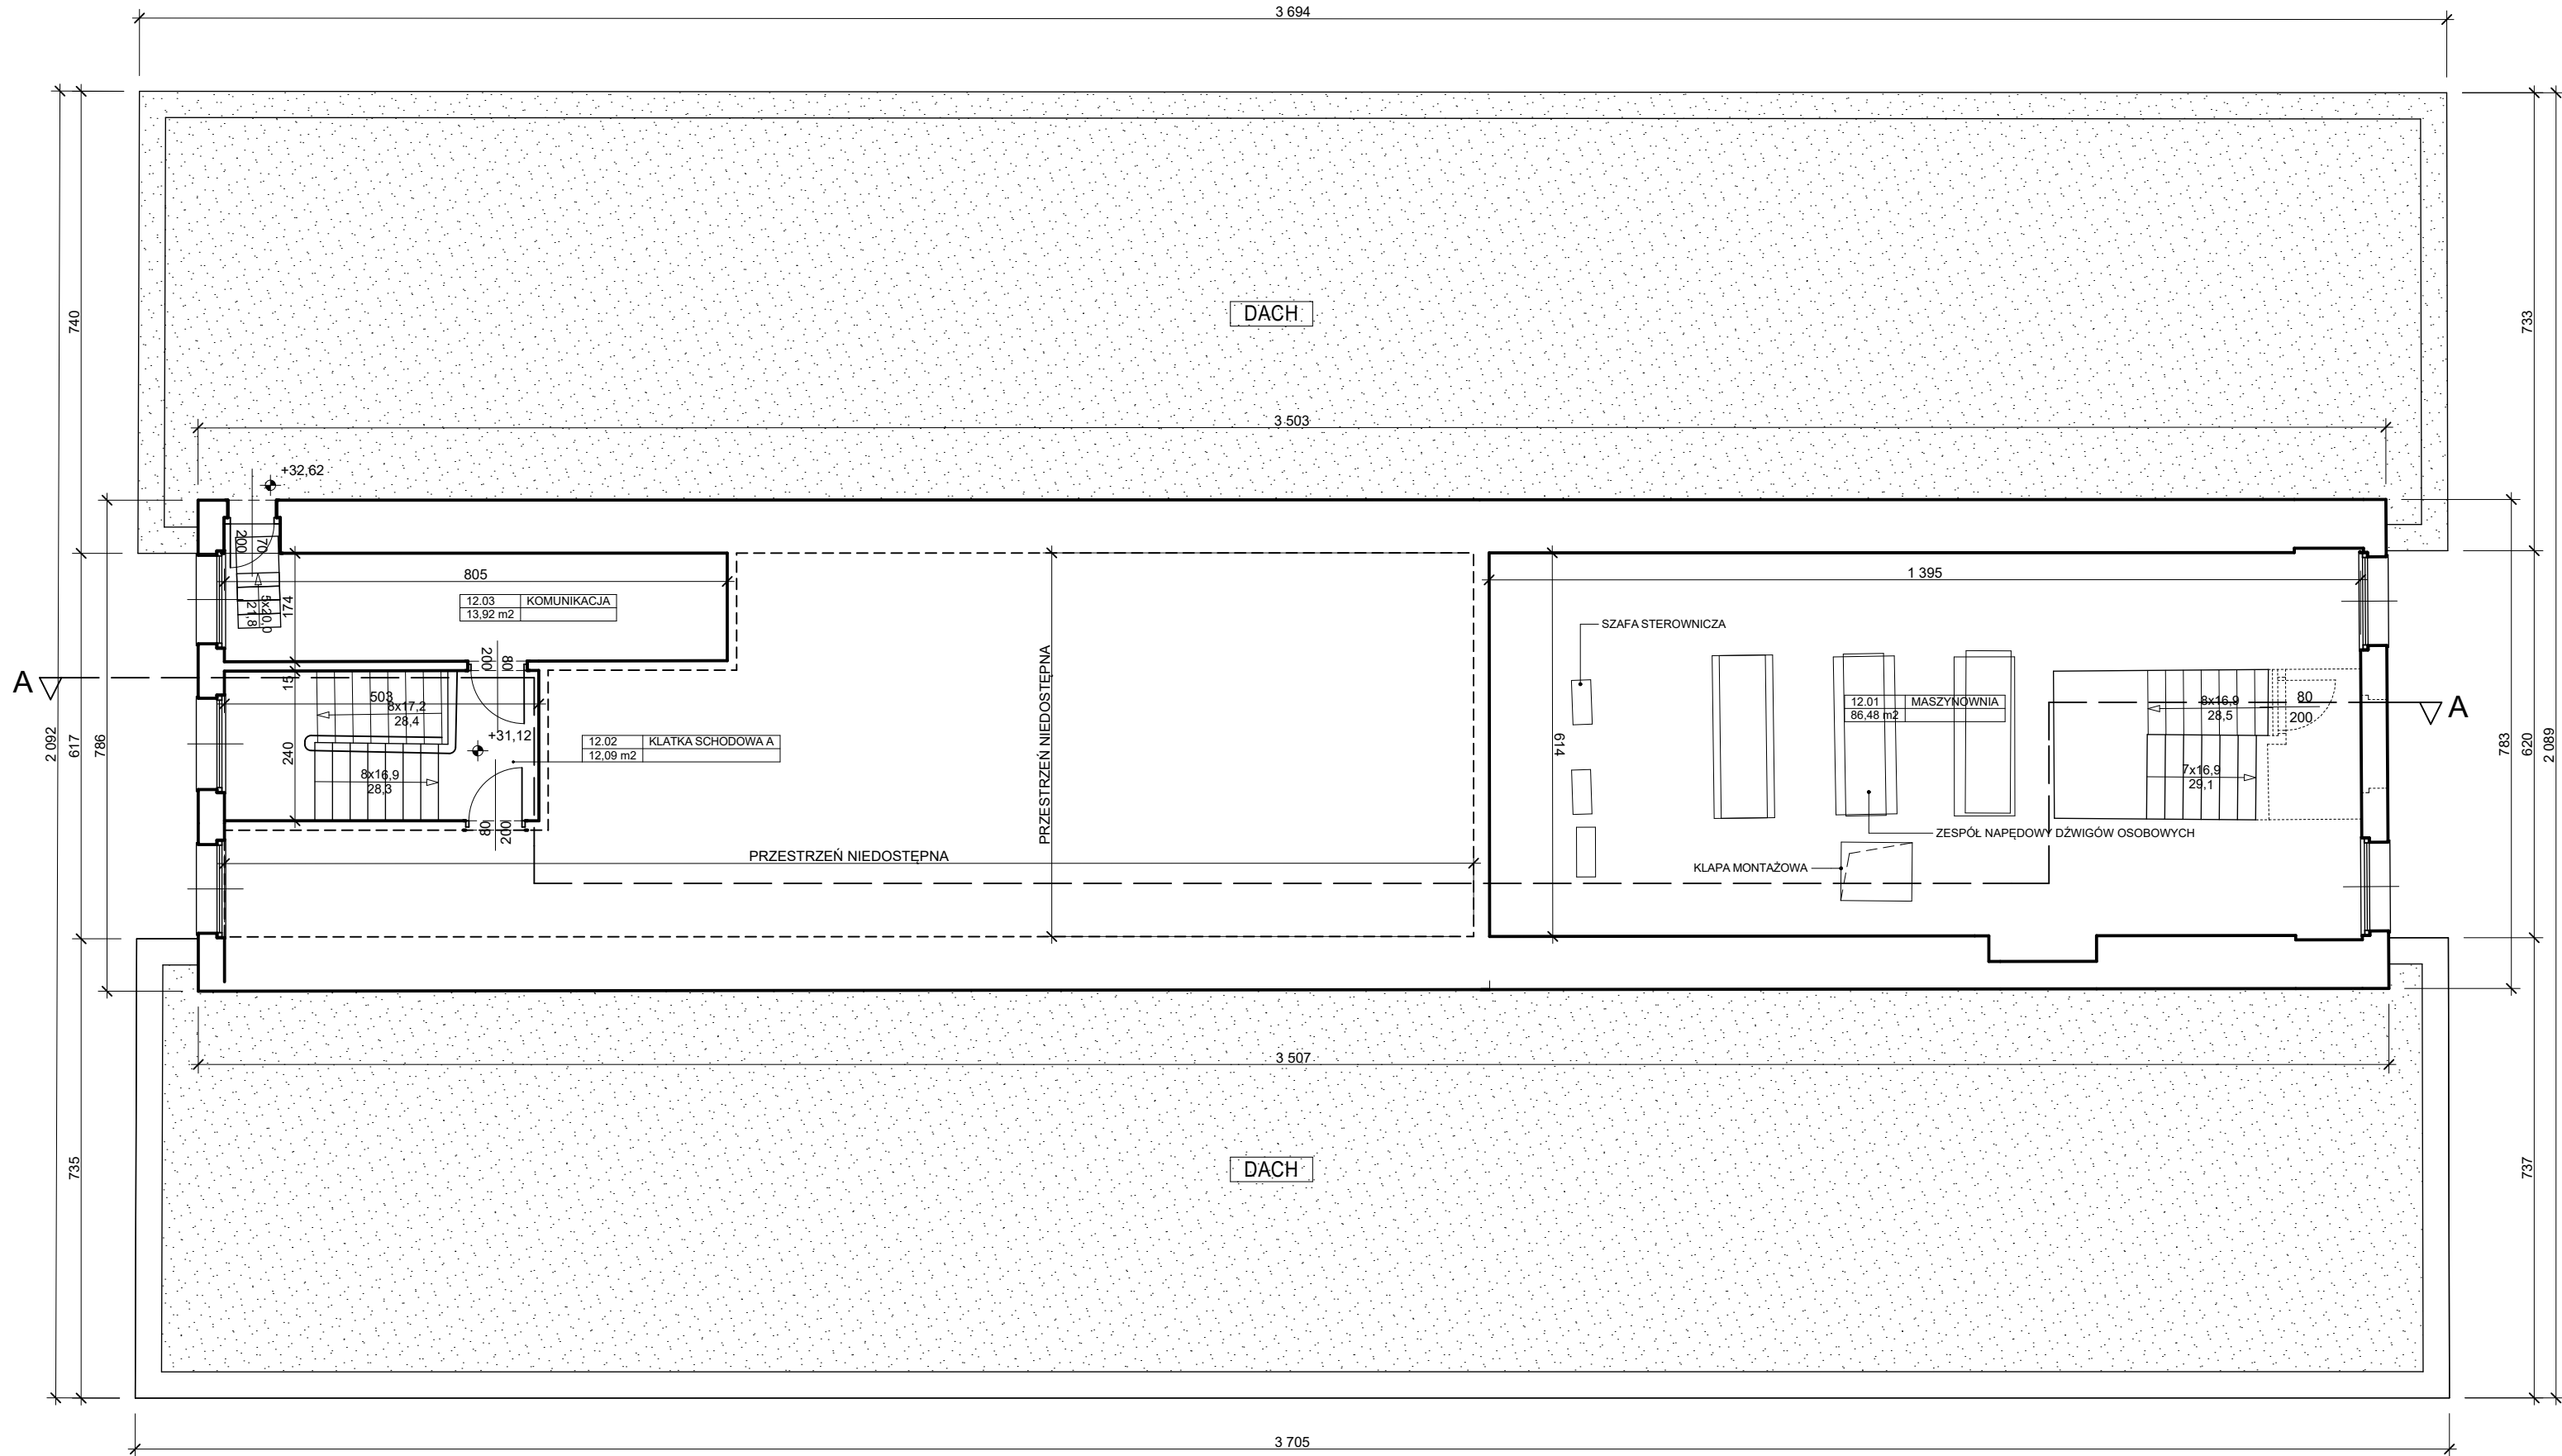 3 694
740
733
DACH
3 503
+32,62
70
200
805
174
5x20,0
21,8
12.03 KOMUNIKACJA
13,92 m2
1 395
SZAFA STEROWNICZA
80
200
A
15
503
8x17,2
28,4
+31,12
240
8x16,9
28,3
12.02 KLATKA SCHODOWA A
12,09 m2
80
200
PRZESTRZEŃ NIEDOSTĘPNA
PRZESTRZEŃ NIEDOSTĘPNA
614
12.01 MASZYNOWNIA
86,48 m2
8x16,9
28,5
80
200
A
7x16,9
29,1
ZESPÓŁ NAPĘDOWY DŹWIGÓW OSOBOWYCH
KLAPA MONTAŻOWA
2 092
617
786
783
620
2 089
3 507
735
737
DACH
3 705